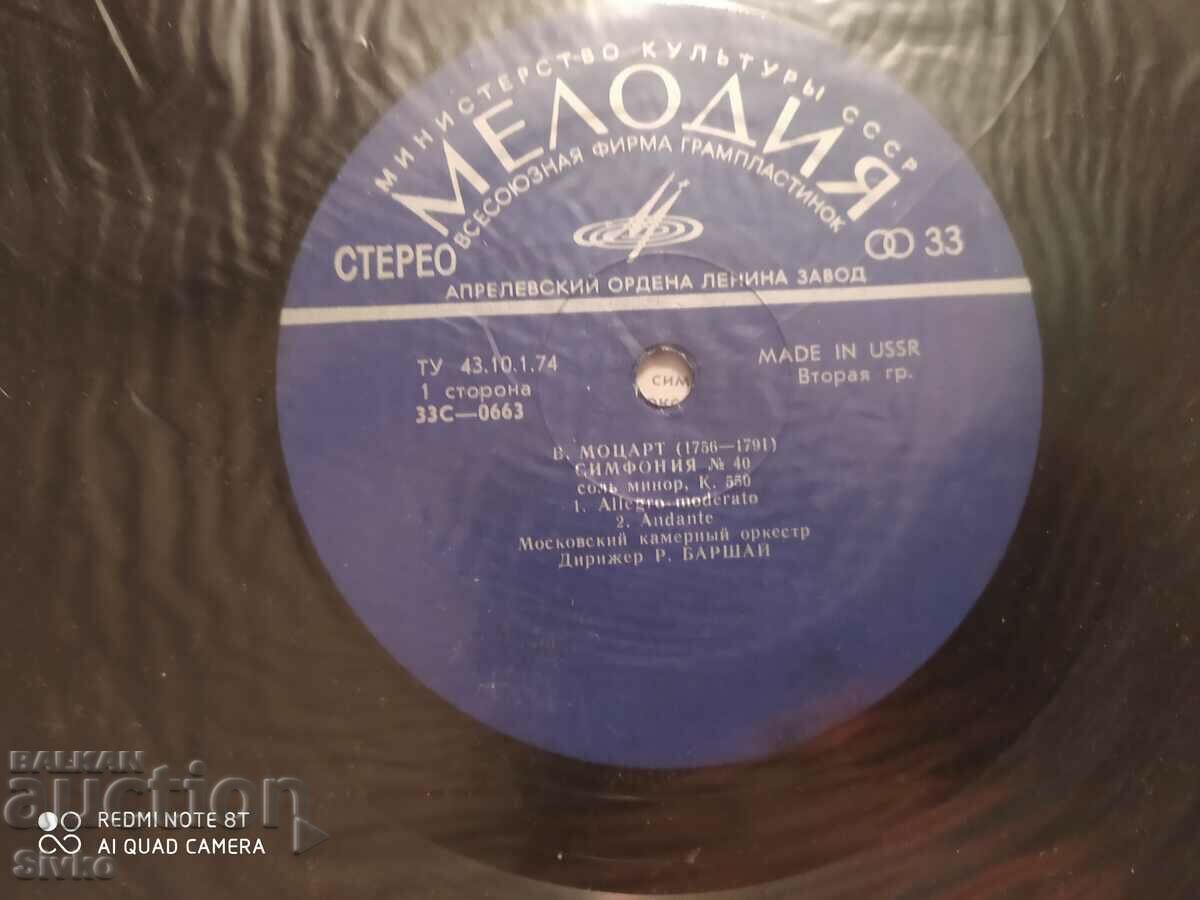 МИНИСТЕРСТВО КУЛЬТУРЫ СССР
МЕЛОДИЯ
ВСЕСОЮЗНАЯ ФИРМА ГРАМПЛАСТИНОК
СТЕРЕО
33
АПРЕЛЕВСКИЙ ОРДЕНА ЛЕНИНА ЗАВОД
ТУ 43.10.1.74
1 сторона
33С—0663
MADE IN USSR
Вторая гр.
сим
В. МОЦАРТ (1756—1791)
СИМФОНИЯ № 40
соль минор, К. 550
1. Allegro moderato
2. Andante
Московский камерный оркестр
Дирижер Р. БАРШАЙ
BALKAN
auction
REDMI NOTE 8T
AI QUAD CAMERA
Sivko